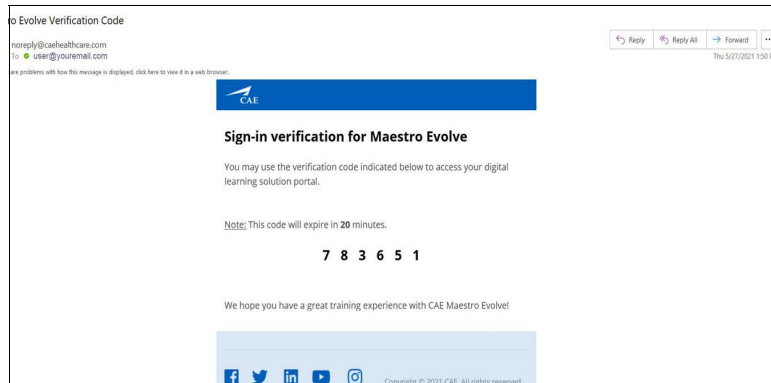 ro Evolve Verification Code
noreply@caehealthcare.com
Reply Reply All Forward
To user@youremail.com
Thu 5/27/2021 1:50
are problems with how this message is displayed, click here to view it in a web browser.
CAE
Sign-in verification for Maestro Evolve
You may use the verification code indicated below to access your digital
learning solution portal.
Note: This code will expire in 20 minutes.
7 8 3 6 5 1
We hope you have a great training experience with CAE Maestro Evolve!
Copyright © 2021 CAE. All rights reserved